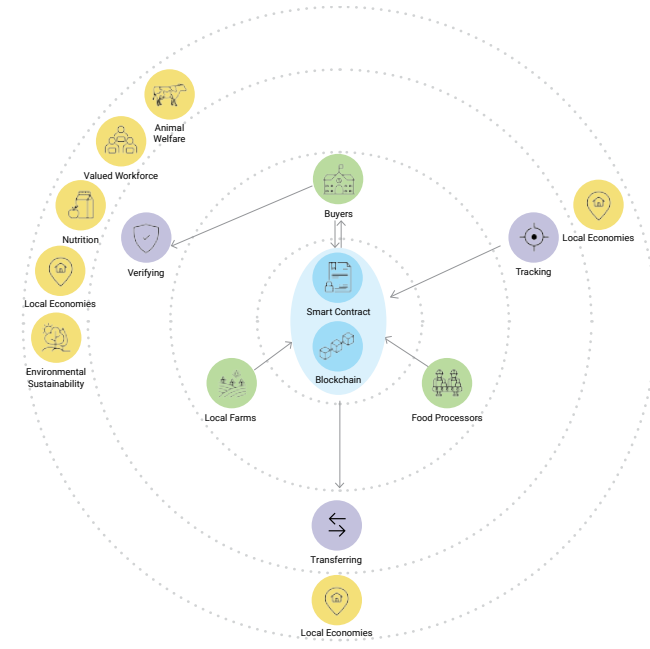 Animal
Welfare
Valued Workforce
Buyers
Nutrition
Local Economies
Verifying
Tracking
Local Economies
Smart Contract
Environmental
Sustainability
Blockchain
Local Farms
Food Processors
Transferring
Local Economies